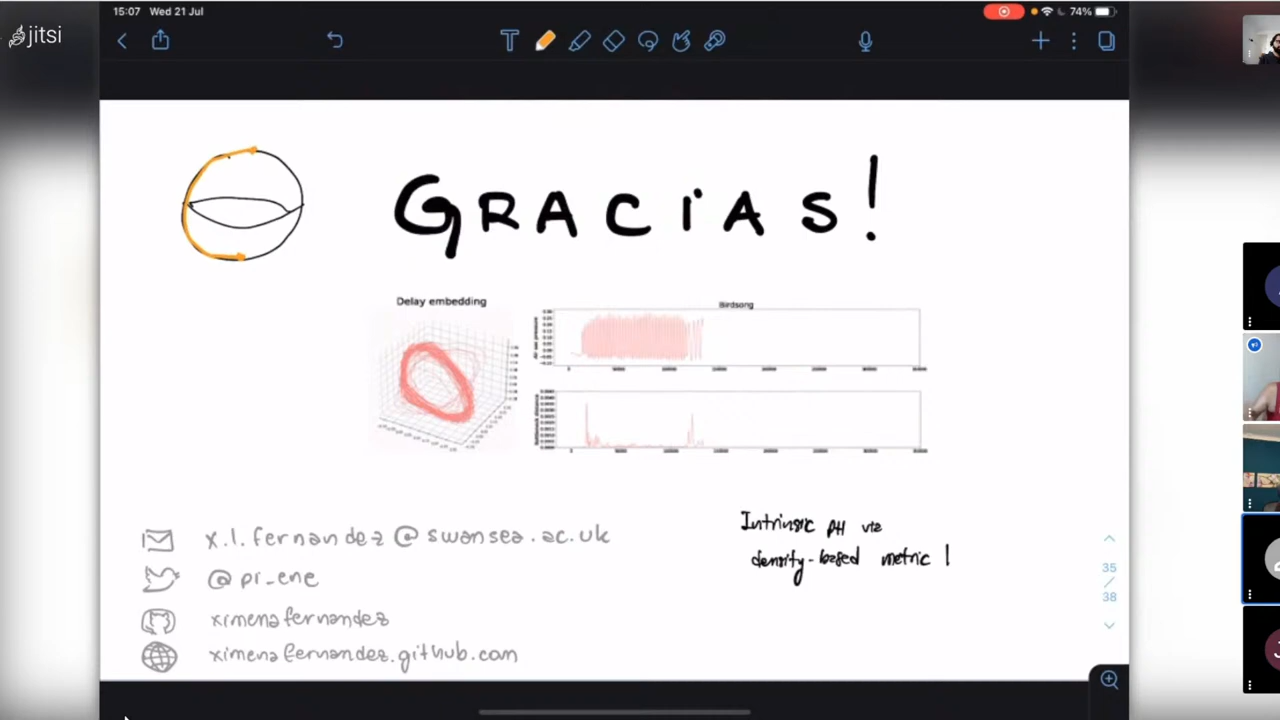 15:07 Wed 21 Jul
74%
jitsi
GRACiAS!
Delay embedding
Birdsong
x.l.fernandez@swansea.ac.uk
@pi_ene
ximenafernandez
ximenafernandez.github.com
Intrinsic PH via
density-based metric !
35
/
38